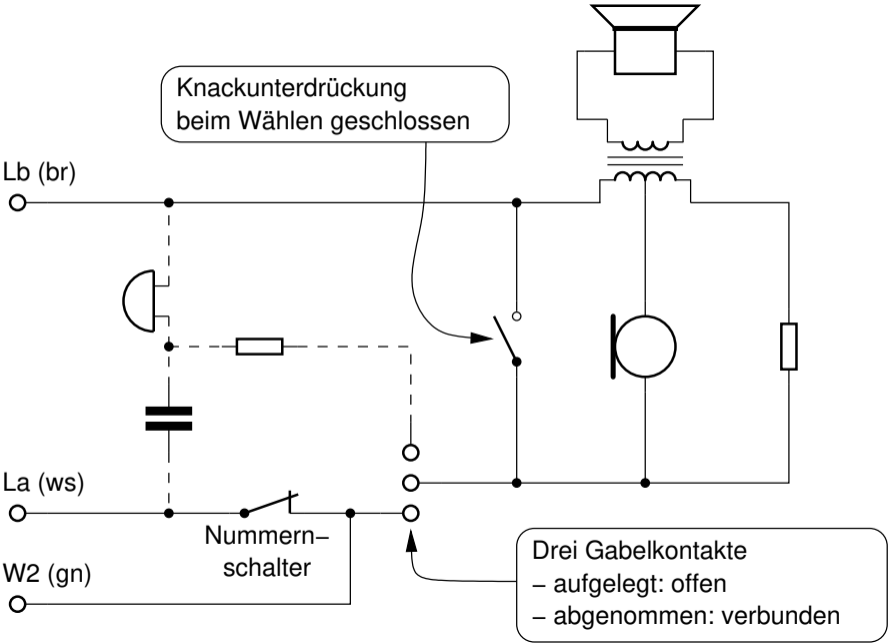 Knackunterdrückung
beim Wählen geschlossen
Lb (br)
La (ws)
Nummern–
schalter
W2 (gn)
Drei Gabelkontakte
– aufgelegt: offen
– abgenommen: verbunden